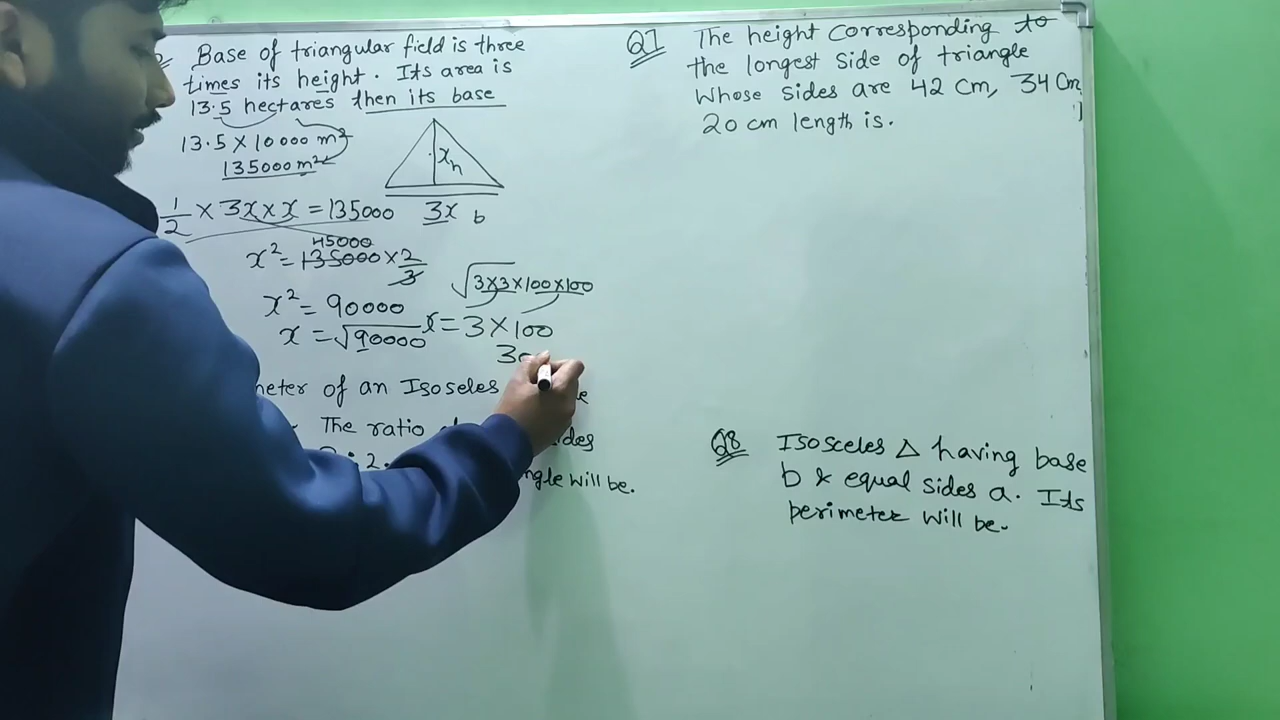 Base of triangular field is three
times its height. Its area is
13.5 hectares then its base
13.5 X 10000 m²
135000 m²
x h
3x b
1/2 × 3x × x = 135000
45000
x² = 135000 × 2/3
x² = 90000
√3×3×100×100
x = √90000
x = 3 × 100
30
meter of an Isoseles
The ratio
sides
2
ngle will be.
Q7 The height corresponding to
the longest side of triangle
whose sides are 42 cm, 34 cm
20 cm length is.
Q8 Isosceles △ having base
b & equal sides a. Its
perimeter will be.